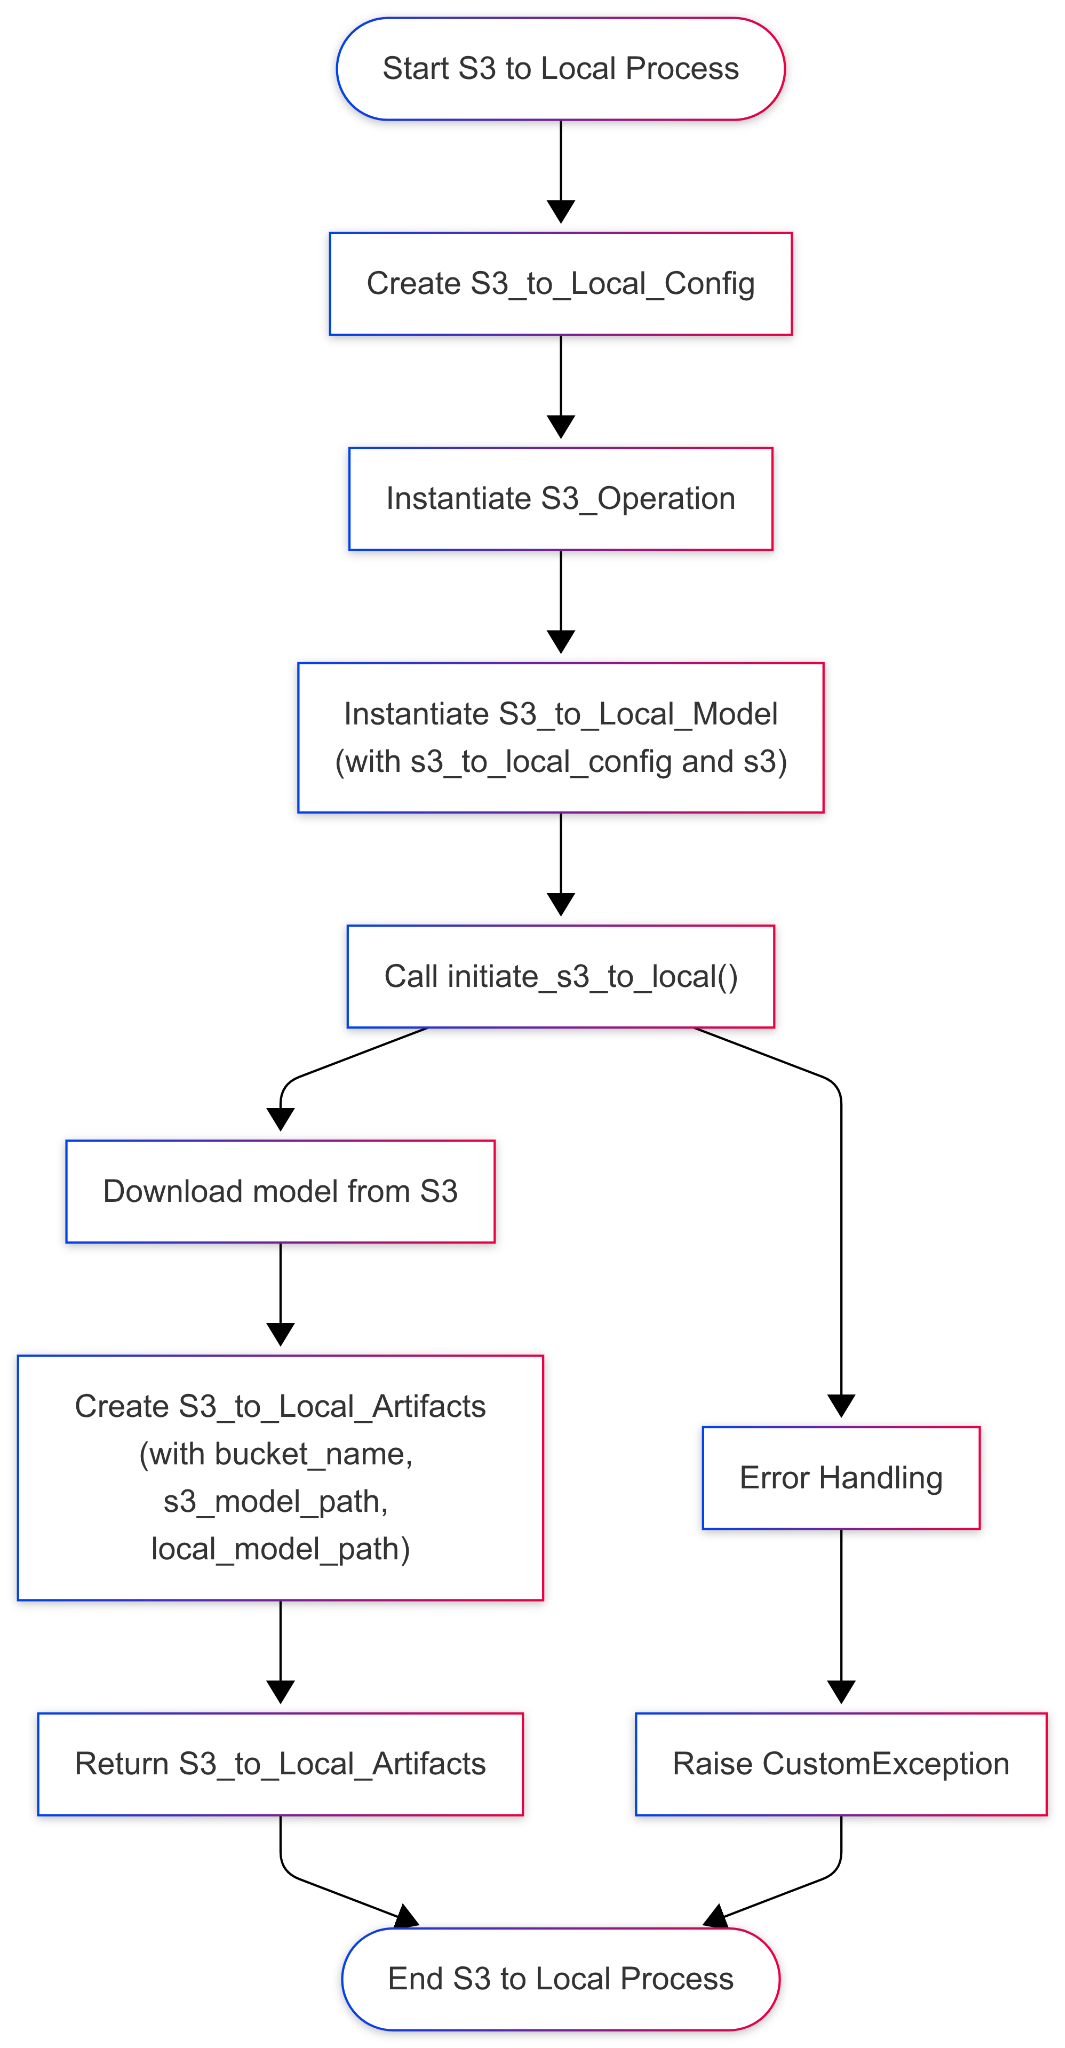 Start S3 to Local Process
Create S3_to_Local_Config
Instantiate S3_Operation
Instantiate S3_to_Local_Model
(with s3_to_local_config and s3)
Call initiate_s3_to_local()
Download model from S3
Create S3_to_Local_Artifacts
(with bucket_name,
s3_model_path,
local_model_path)
Error Handling
Return S3_to_Local_Artifacts
Raise CustomException
End S3 to Local Process